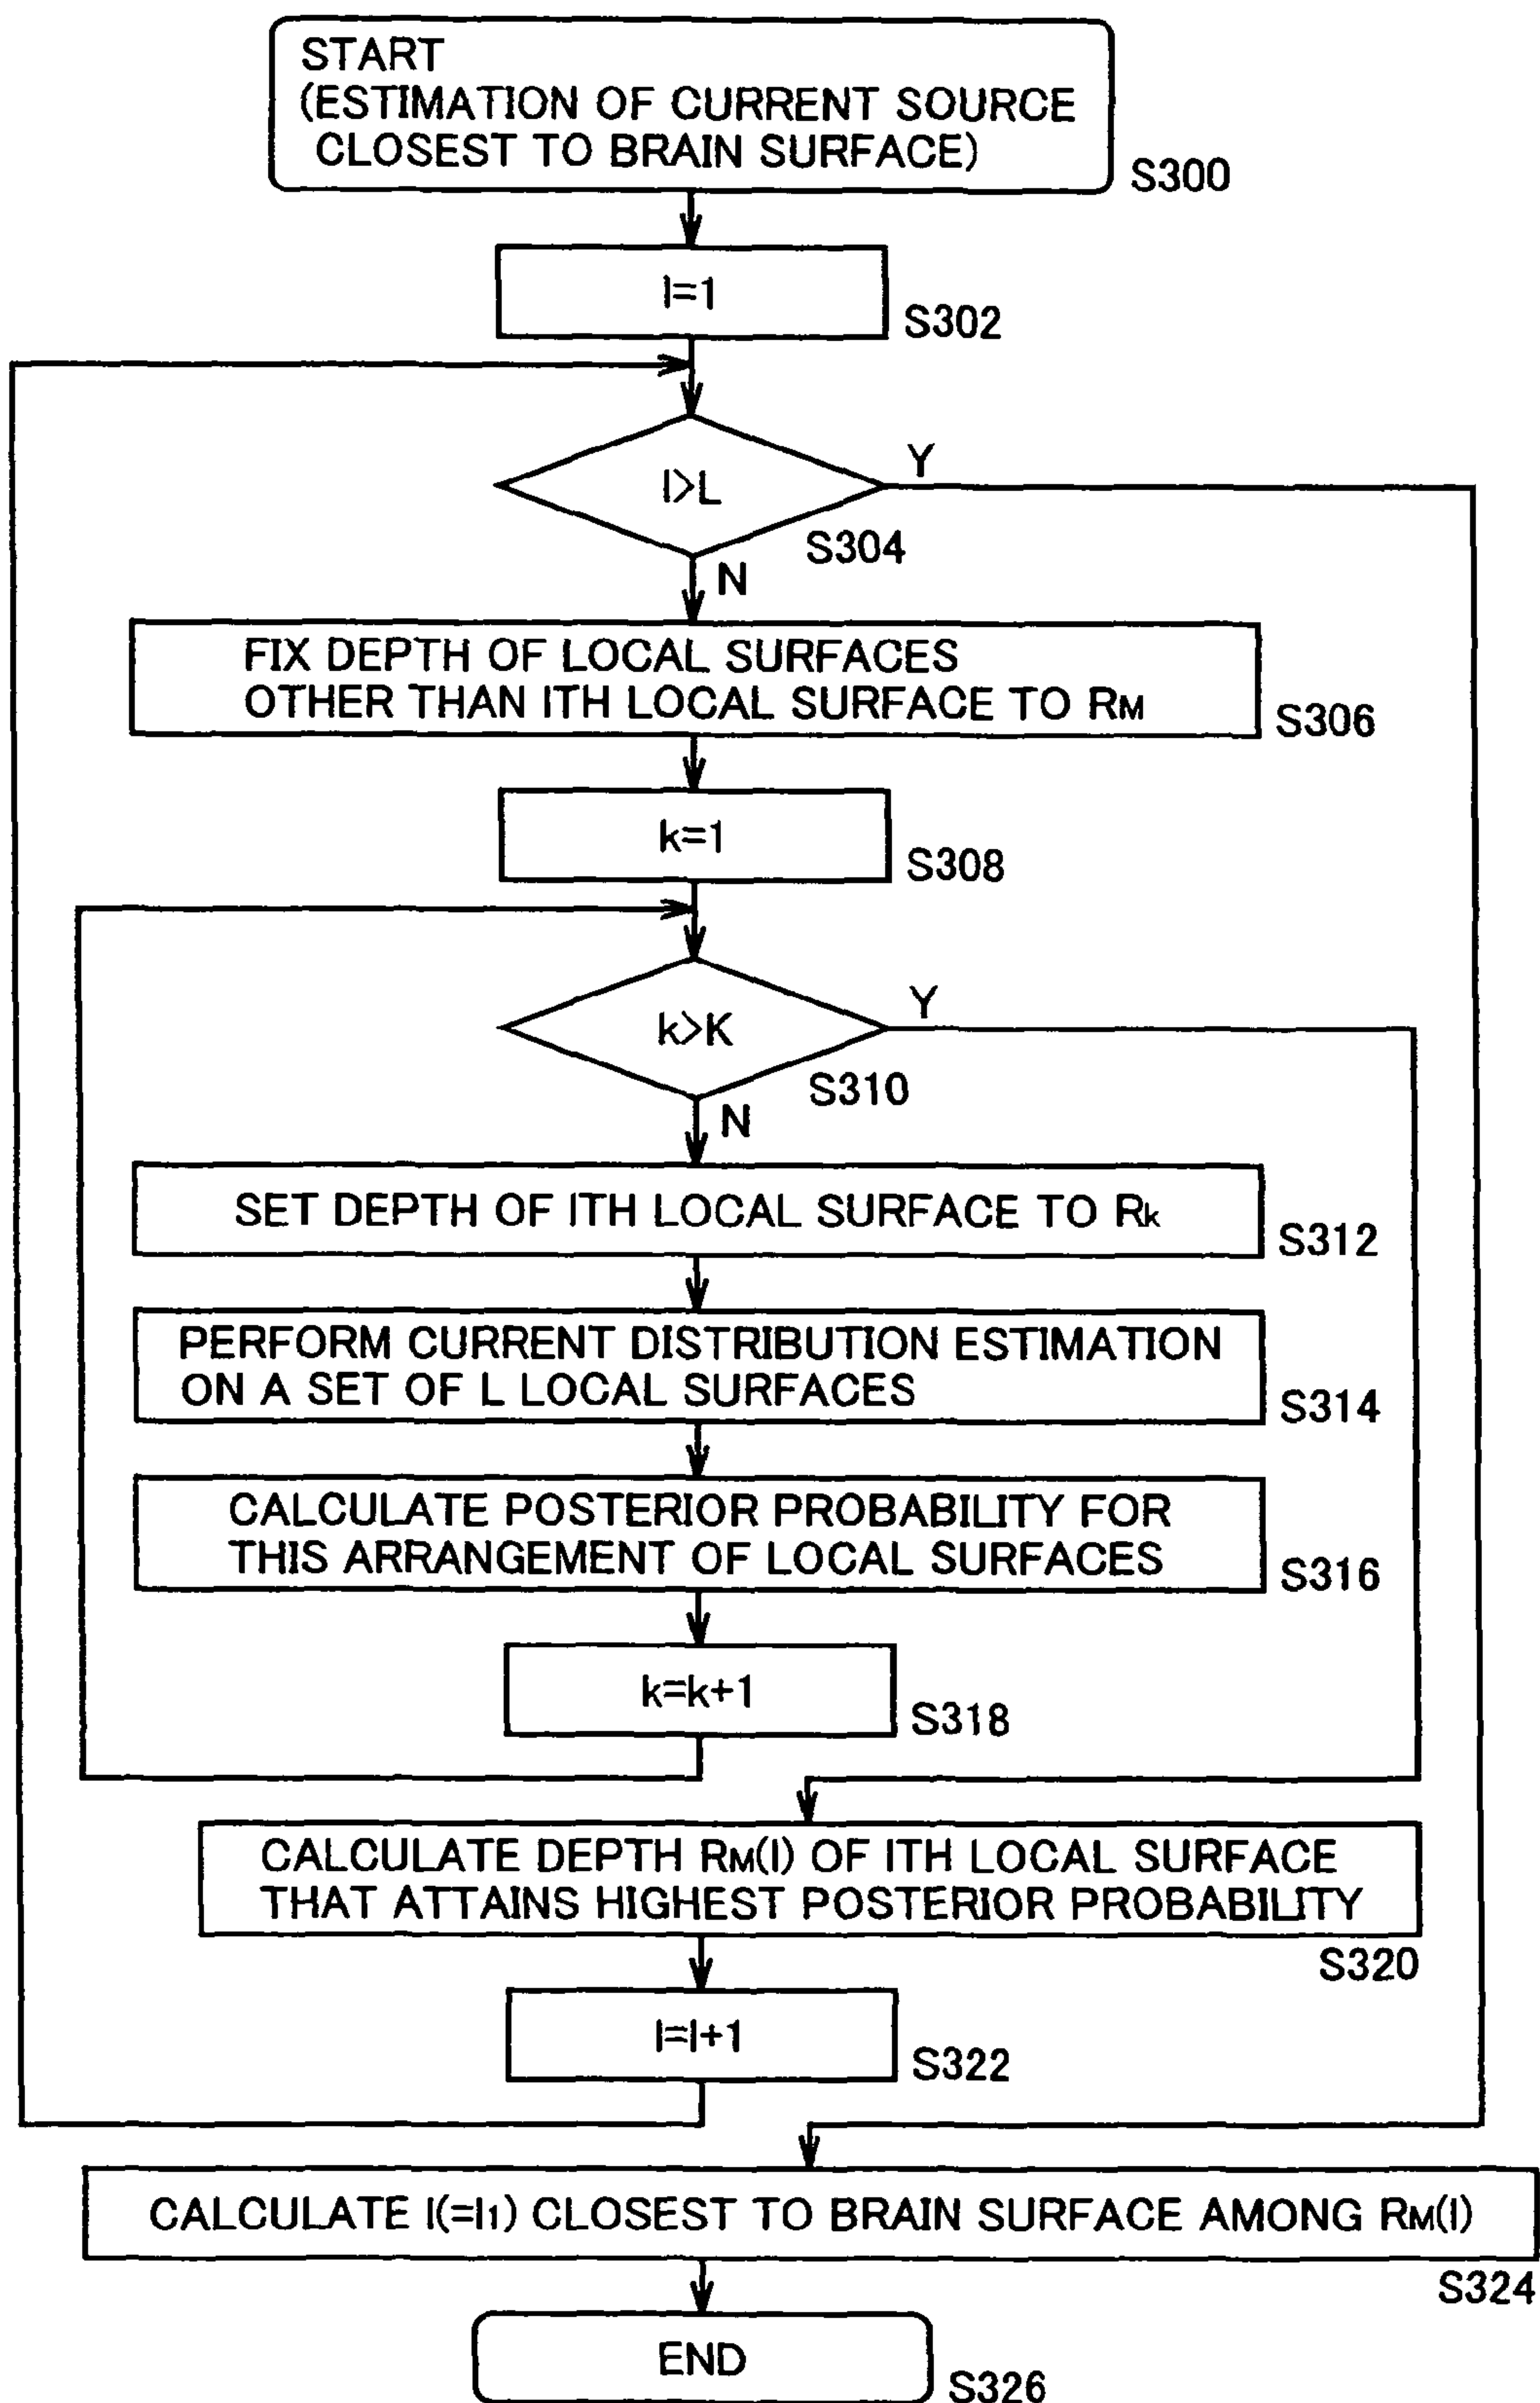 START
(ESTIMATION OF CURRENT SOURCE
CLOSEST TO BRAIN SURFACE)
S300
l=1
S302
l>L
Y
S304
N
FIX DEPTH OF LOCAL SURFACES
OTHER THAN lTH LOCAL SURFACE TO RM
S306
k=1
S308
k>K
Y
S310
N
SET DEPTH OF lTH LOCAL SURFACE TO Rk
S312
PERFORM CURRENT DISTRIBUTION ESTIMATION
ON A SET OF L LOCAL SURFACES
S314
CALCULATE POSTERIOR PROBABILITY FOR
THIS ARRANGEMENT OF LOCAL SURFACES
S316
k=k+1
S318
CALCULATE DEPTH RM(l) OF lTH LOCAL SURFACE
THAT ATTAINS HIGHEST POSTERIOR PROBABILITY
S320
l=l+1
S322
CALCULATE l(=l1) CLOSEST TO BRAIN SURFACE AMONG RM(l)
S324
END
S326